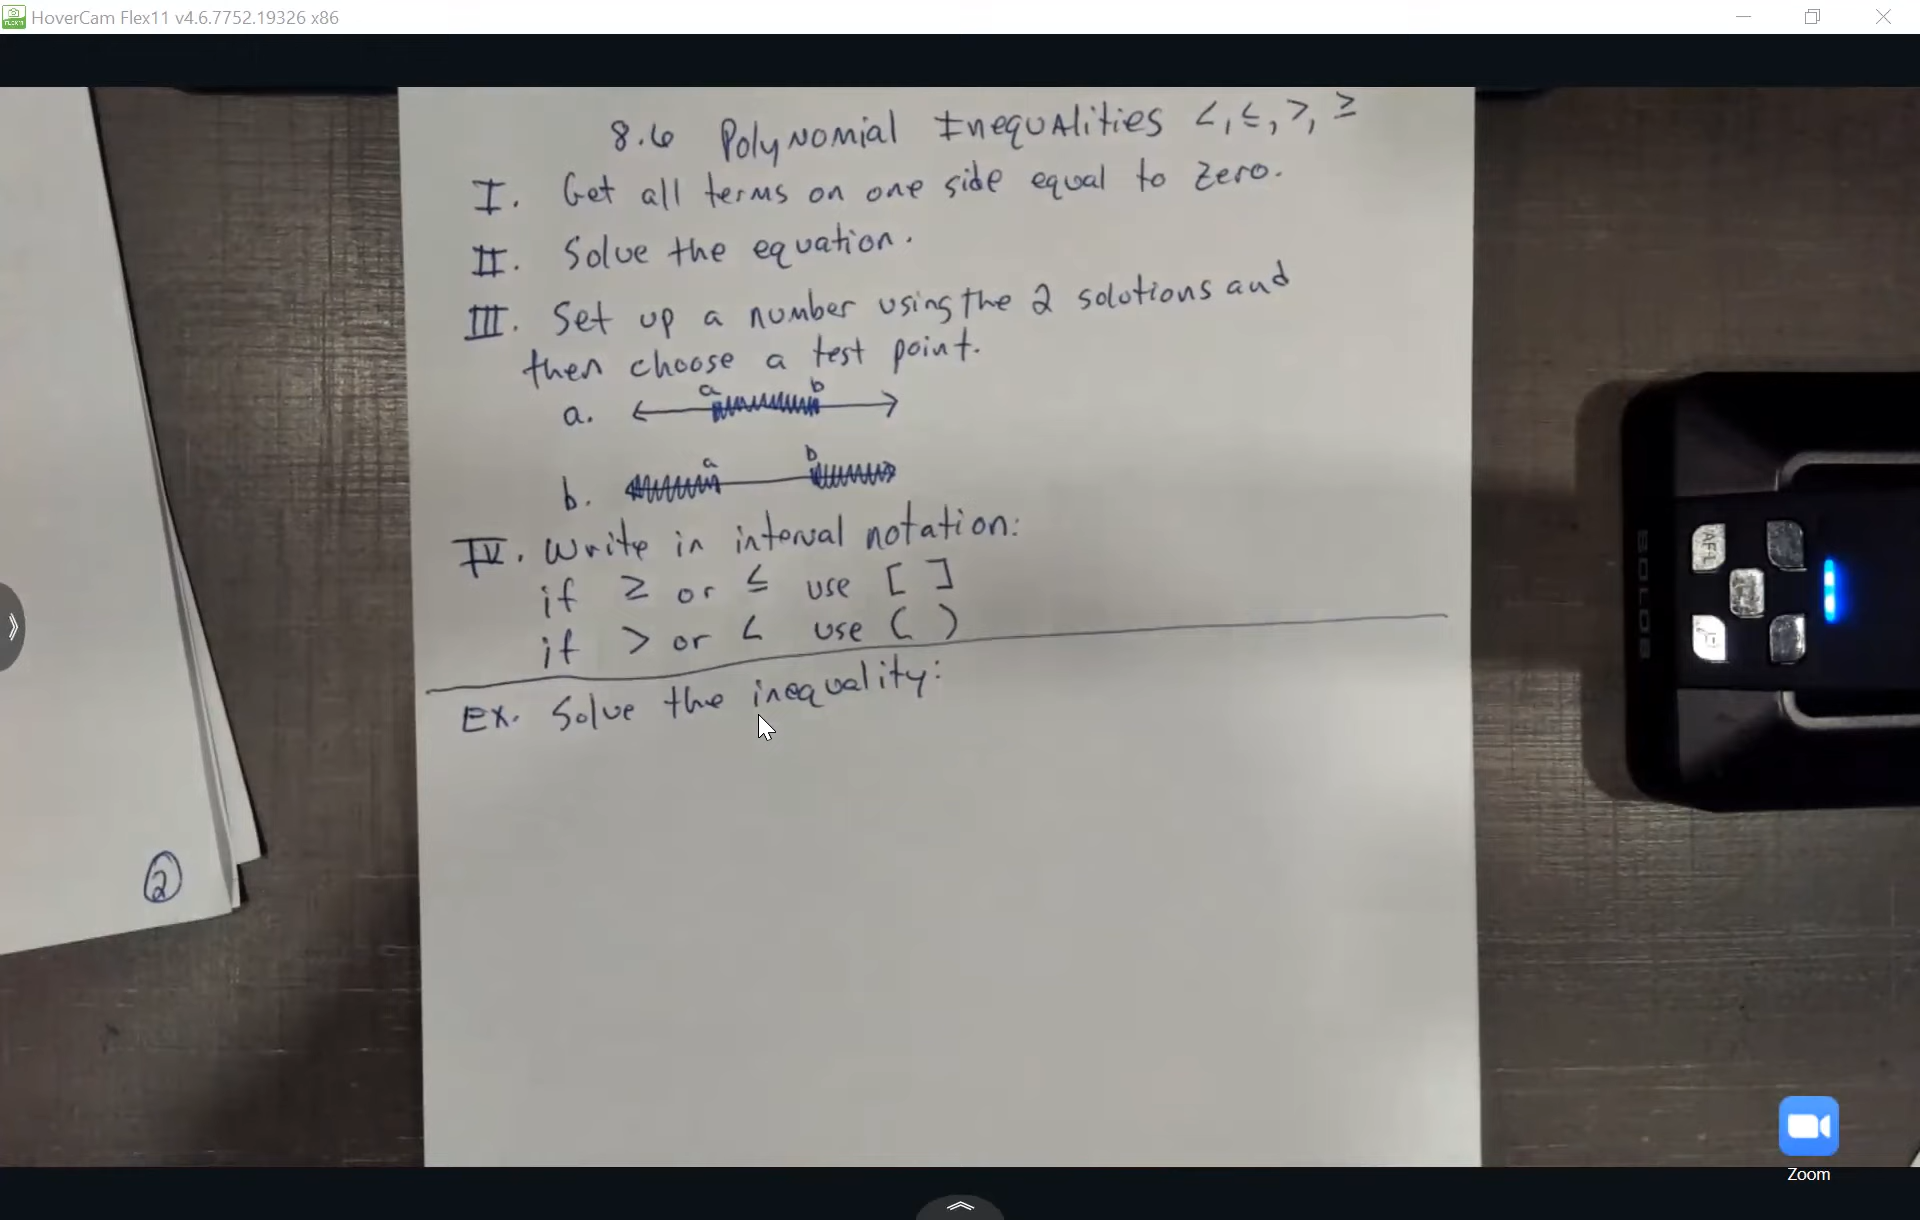 HoverCam Flex11 v4.6.7752.19326 x86
8.6 Polynomial Inequalities <, ≤, >, ≥
I. Get all terms on one side equal to zero.
II. Solve the equation.
III. Set up a number using the 2 solutions and
then choose a test point.
a. a b
b. a b
IV. Write in interval notation:
if ≥ or ≤ use [ ]
if > or < use ( )
Ex. Solve the inequality:
2
BOLDE
Zoom